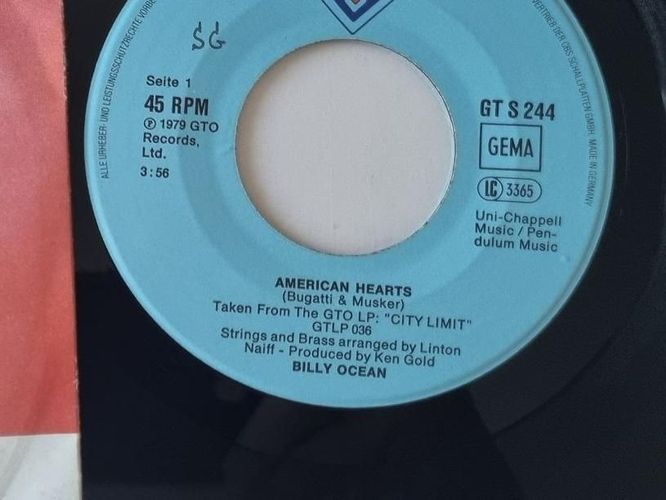 SG
Seite 1
45 RPM
℗ 1979 GTO
Records,
Ltd.
3:56
GT S 244
GEMA
LC 3365
Uni-Chappell
Music / Pen-
dulum Music
AMERICAN HEARTS
(Bugatti & Musker)
Taken From The GTO LP: "CITY LIMIT"
GTLP 036
Strings and Brass arranged by Linton
Naiff - Produced by Ken Gold
BILLY OCEAN
ALLE URHEBER- UND LEISTUNGSSCHUTZRECHTE VORBE
VERTRIEB DER CBS SCHALLPLATTEN GMBH. MADE IN GERMANY